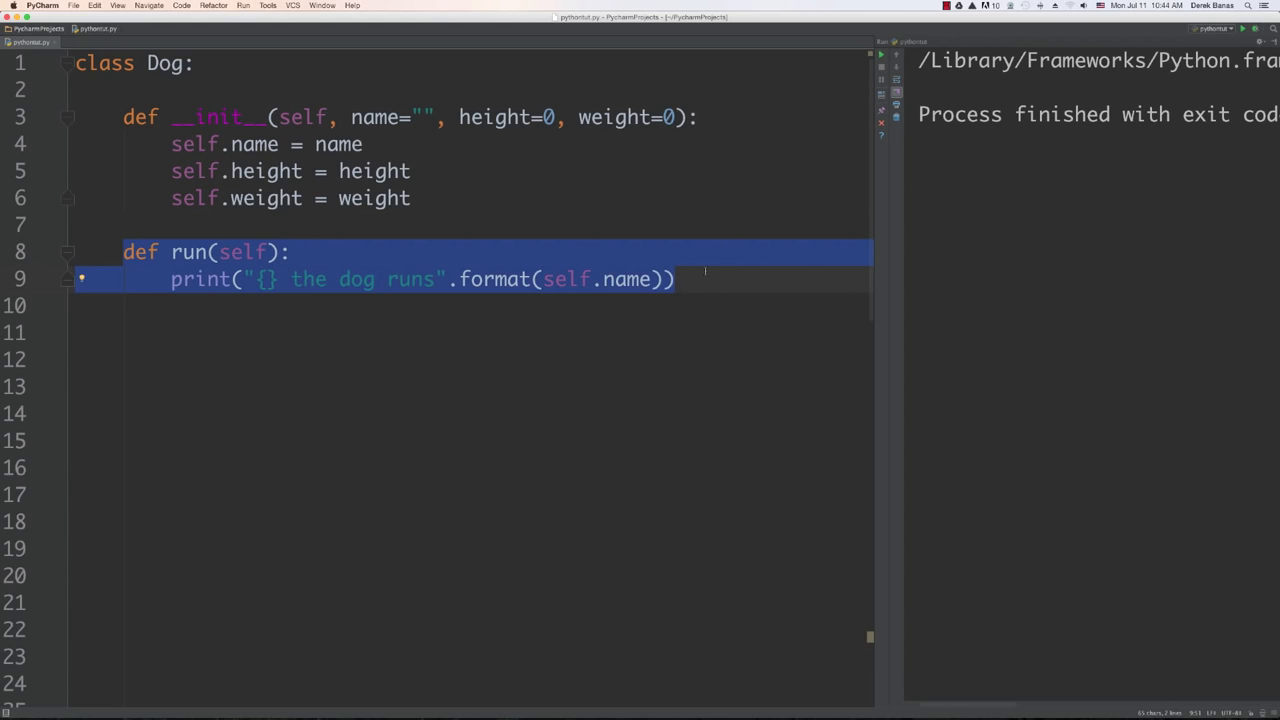 PyCharm File Edit View Navigate Code Refactor Run Tools VCS Window Help
10 Mon Jul 11 10:44 AM Derek Banas
pythontut.py - PycharmProjects - [~/PycharmProjects]
PycharmProjects pythontut.py pythontut
pythontut.py Run pythontut
1 class Dog:
2
3 def __init__(self, name="", height=0, weight=0):
4 self.name = name
5 self.height = height
6 self.weight = weight
7
8 def run(self):
9 print("{} the dog runs".format(self.name))
10
11
12
13
14
15
16
17
18
19
20
21
22
23
24
25
/Library/Frameworks/Python.fra
Process finished with exit cod
65 chars, 2 lines 9:51 LF÷ UTF-8÷